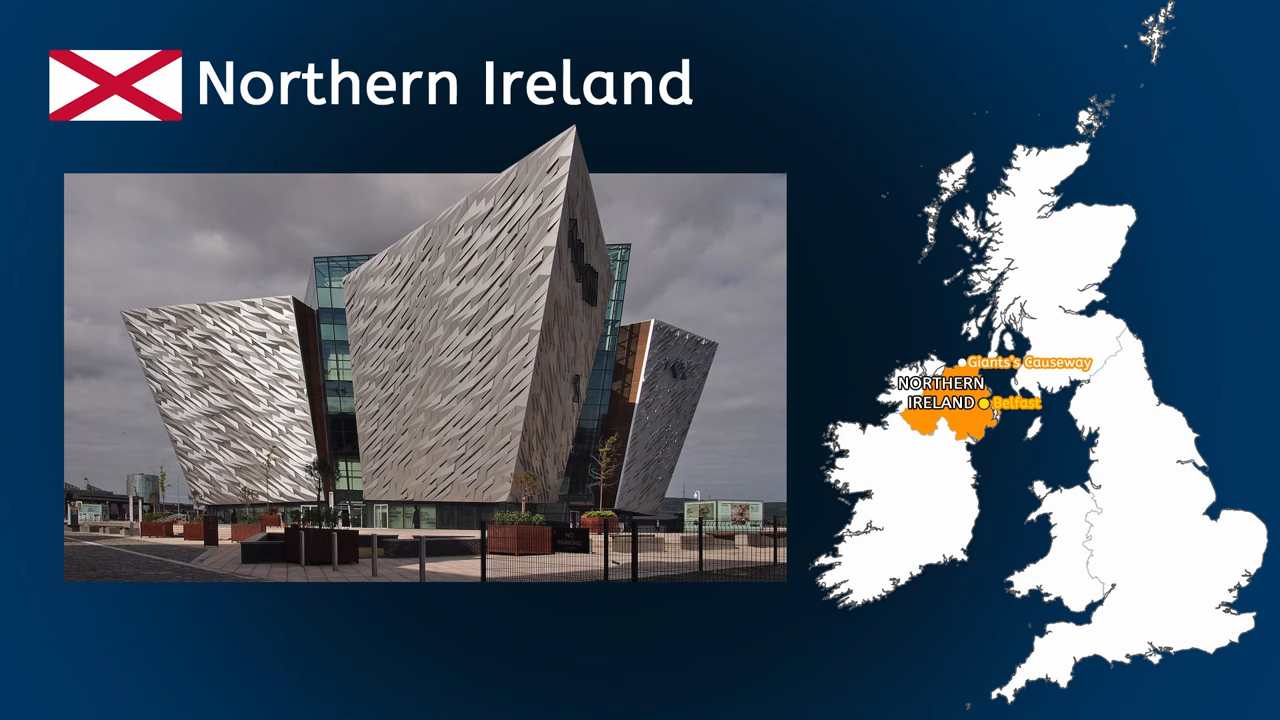 Northern Ireland
Giants's Causeway
NORTHERN
IRELAND
Belfast
NO
PARKING